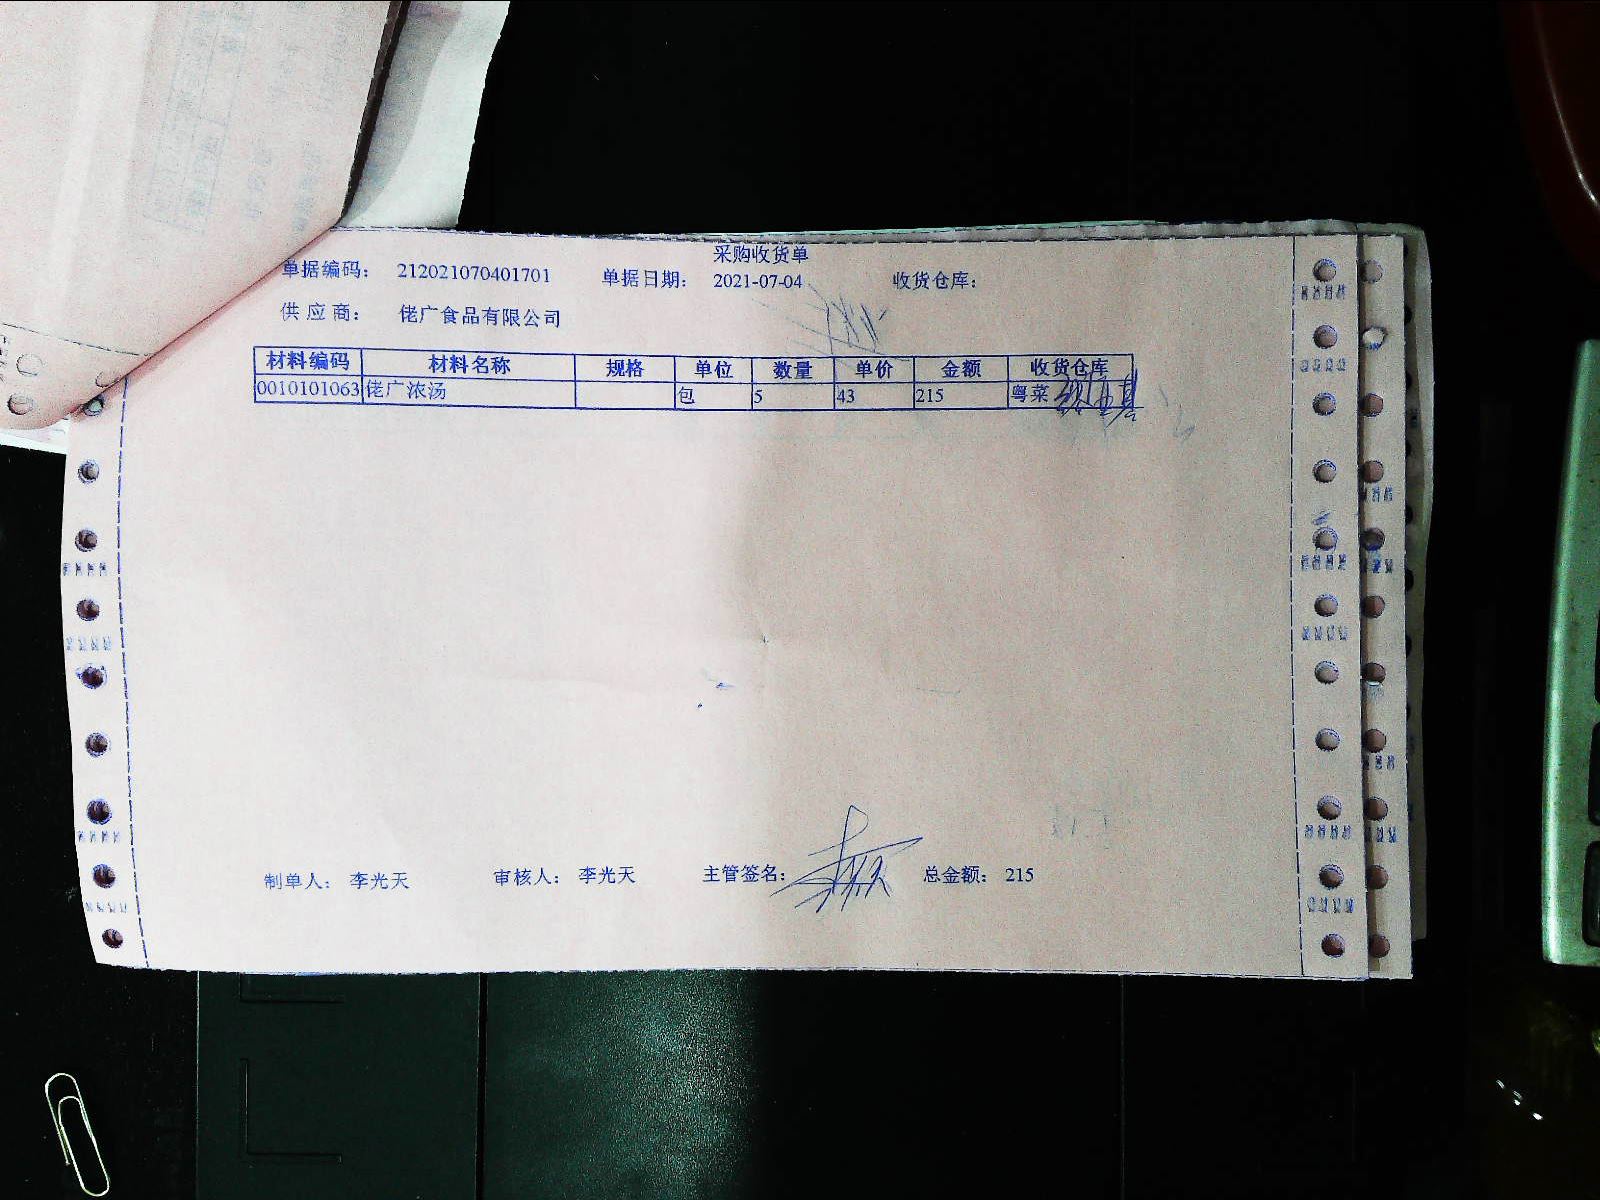 采购收货单
单据编码： 212021070401701 单据日期： 2021-07-04 收货仓库：
供 应 商： 佬广食品有限公司
材料编码 材料名称 规格 单位 数量 单价 金额 收货仓库
0010101063 佬广浓汤 包 5 43 215 粤菜
制单人： 李光天 审核人： 李光天 主管签名： 总金额： 215